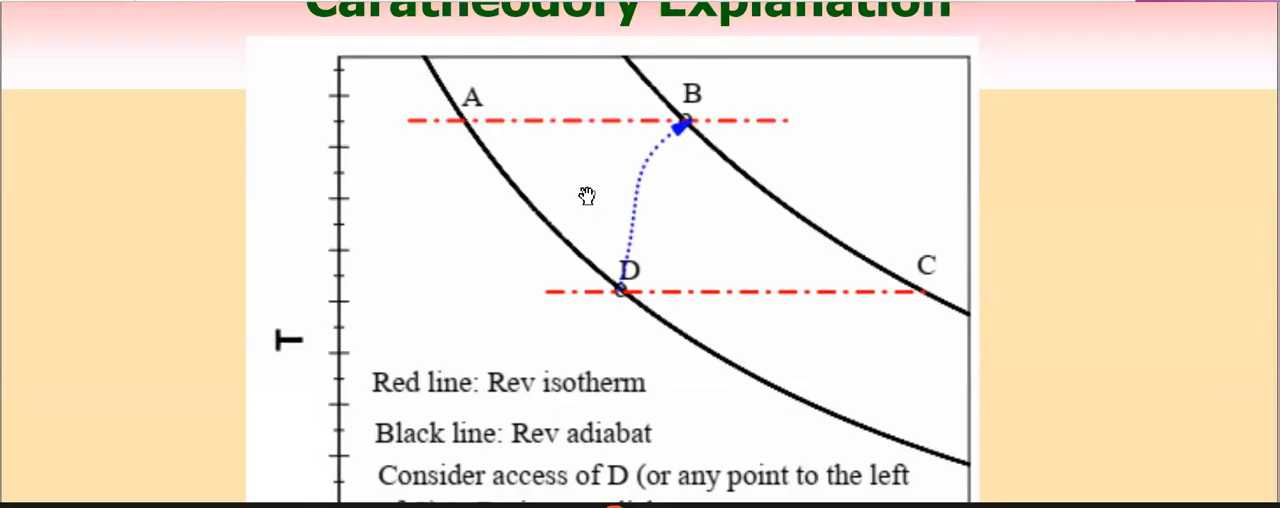 Caratheodory Explanation
A
B
D
C
T
Red line: Rev isotherm
Black line: Rev adiabat
Consider access of D (or any point to the left